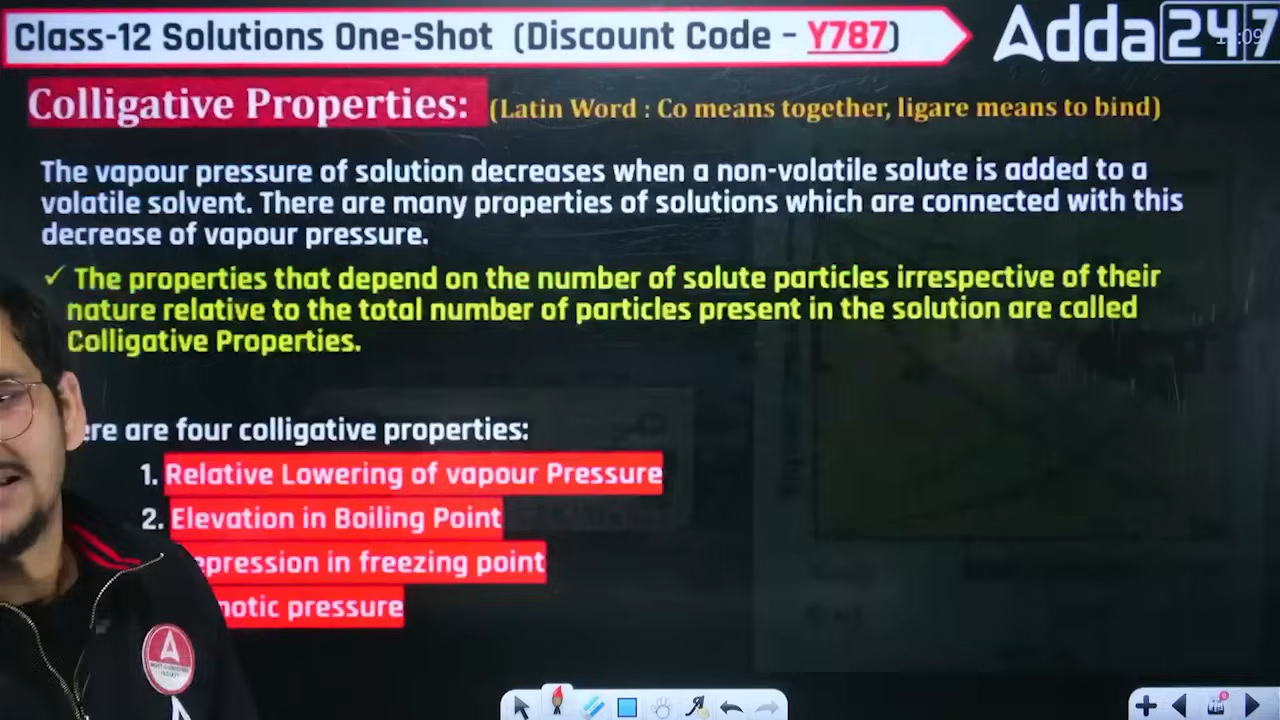 Class-12 Solutions One-Shot (Discount Code - Y787)
Adda 247
Colligative Properties: (Latin Word : Co means together, ligare means to bind)
The vapour pressure of solution decreases when a non-volatile solute is added to a
volatile solvent. There are many properties of solutions which are connected with this
decrease of vapour pressure.
✓ The properties that depend on the number of solute particles irrespective of their
nature relative to the total number of particles present in the solution are called
Colligative Properties.
are four colligative properties:
1. Relative Lowering of vapour Pressure
2. Elevation in Boiling Point
in freezing point
pressure